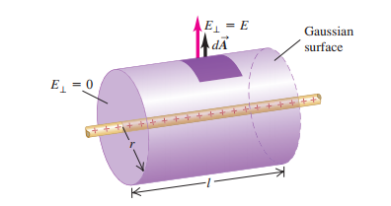 E⊥ = E
dA⃗
Gaussian
surface
E⊥ = 0
r
l